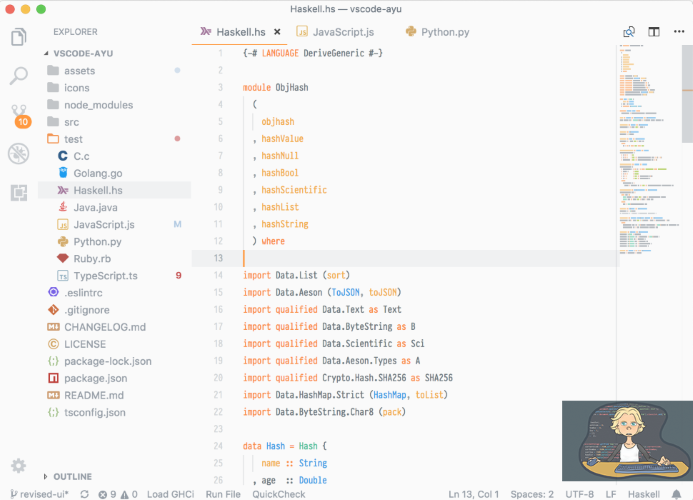 Haskell.hs — vscode-ayu
EXPLORER
VSCODE-AYU
assets
icons
node_modules
src
test
C.c
Golang.go
Haskell.hs
Java.java
JavaScript.js M
Python.py
Ruby.rb
TypeScript.ts 9
.eslintrc
.gitignore
CHANGELOG.md
LICENSE
package-lock.json
package.json
README.md
tsconfig.json
OUTLINE
10
Haskell.hs × JavaScript.js Python.py
1 {-# LANGUAGE DeriveGeneric #-}
2
3 module ObjHash
4 (
5 objhash
6 , hashValue
7 , hashNull
8 , hashBool
9 , hashScientific
10 , hashList
11 , hashString
12 ) where
13
14 import Data.List (sort)
15 import Data.Aeson (ToJSON, toJSON)
16 import qualified Data.Text as Text
17 import qualified Data.ByteString as B
18 import qualified Data.Scientific as Sci
19 import qualified Data.Aeson.Types as A
20 import qualified Crypto.Hash.SHA256 as SHA256
21 import Data.HashMap.Strict (HashMap, toList)
22 import Data.ByteString.Char8 (pack)
23
24 data Hash = Hash {
25 name :: String
26 , age :: Double
revised-ui* 9 0 Load GHCi Run File QuickCheck Ln 13, Col 1 Spaces: 2 UTF-8 LF Haskell